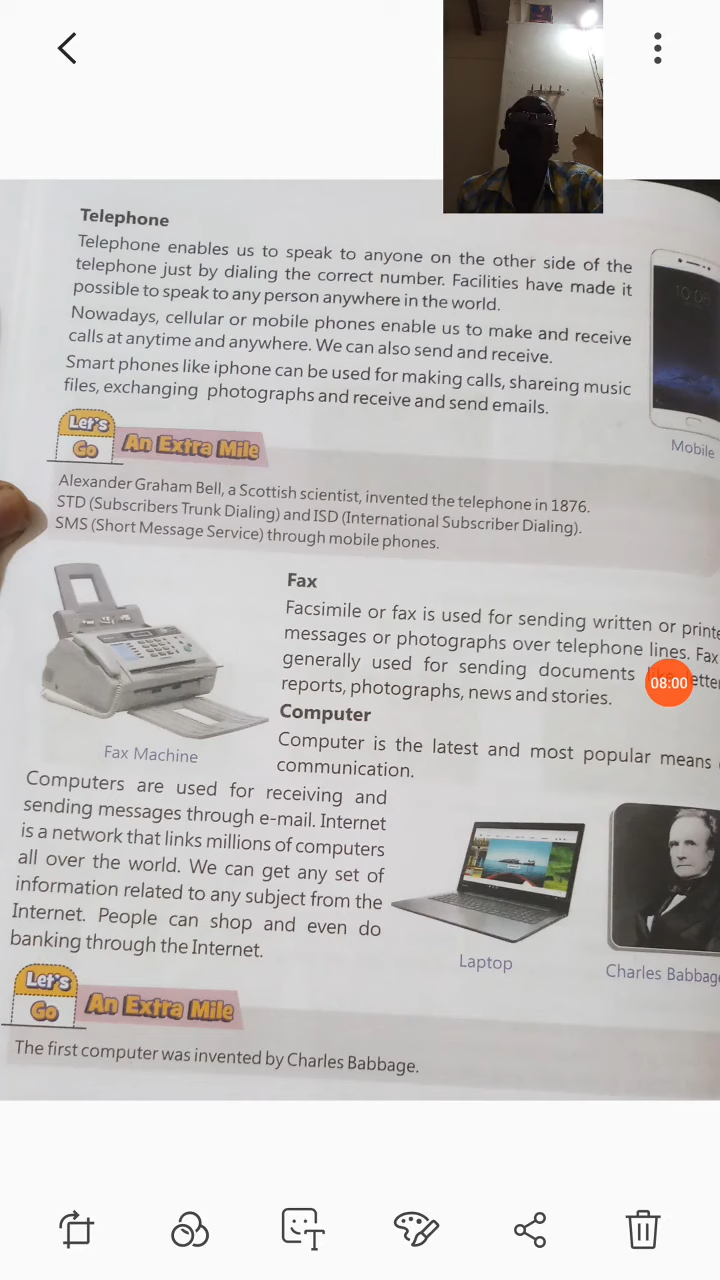 Telephone
Telephone enables us to speak to anyone on the other side of the
telephone just by dialing the correct number. Facilities have made it
possible to speak to any person anywhere in the world.
Nowadays, cellular or mobile phones enable us to make and receive
calls at anytime and anywhere. We can also send and receive.
Smart phones like iphone can be used for making calls, shareing music
files, exchanging photographs and receive and send emails.
Mobile
Let's
Go An Extra Mile
Alexander Graham Bell, a Scottish scientist, invented the telephone in 1876.
STD (Subscribers Trunk Dialing) and ISD (International Subscriber Dialing).
SMS (Short Message Service) through mobile phones.
Fax
Facsimile or fax is used for sending written or printe
messages or photographs over telephone lines. Fax
generally used for sending documents
reports, photographs, news and stories.
08:00
Fax Machine
Computer
Computer is the latest and most popular means
communication.
Computers are used for receiving and
sending messages through e-mail. Internet
is a network that links millions of computers
all over the world. We can get any set of
information related to any subject from the
Internet. People can shop and even do
banking through the Internet.
Laptop
Charles Babbag
Let's
Go An Extra Mile
The first computer was invented by Charles Babbage.